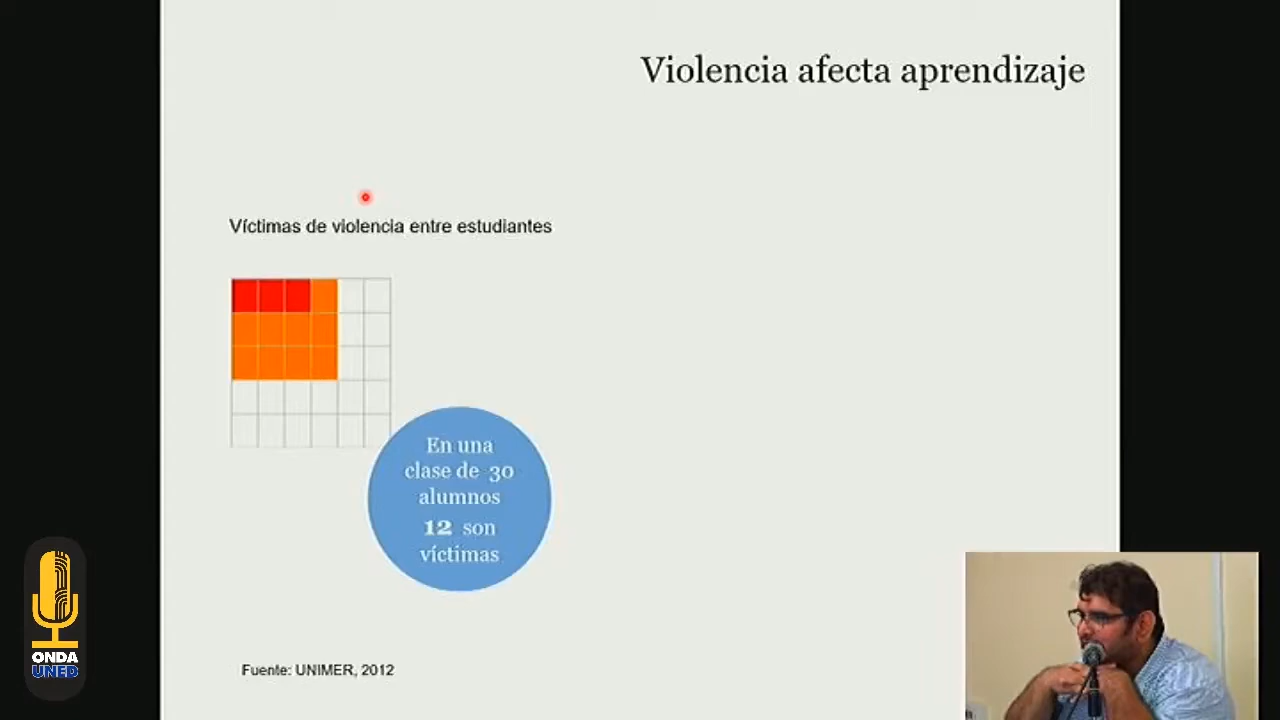 Violencia afecta aprendizaje
Víctimas de violencia entre estudiantes
En una
clase de 30
alumnos
12 son
víctimas
Fuente: UNIMER, 2012
ONDA
UNED